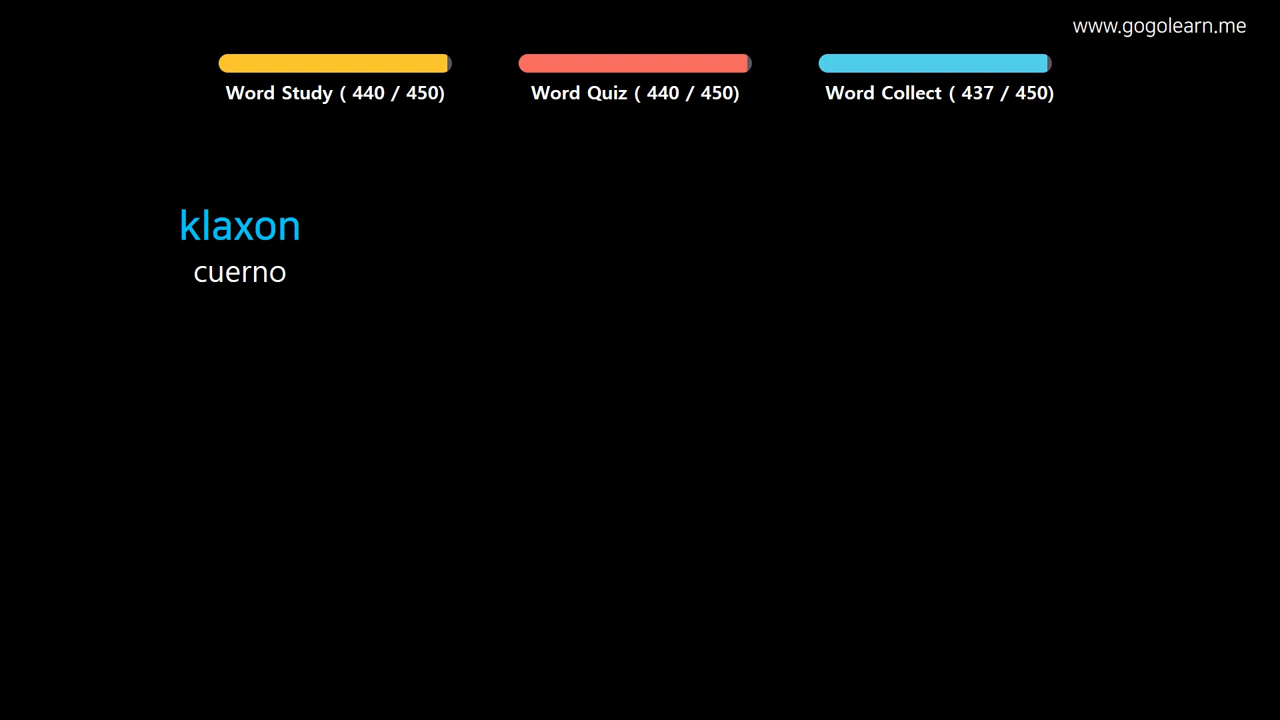 www.gogolearn.me
Word Study ( 440 / 450)
Word Quiz ( 440 / 450)
Word Collect ( 437 / 450)
klaxon
cuerno